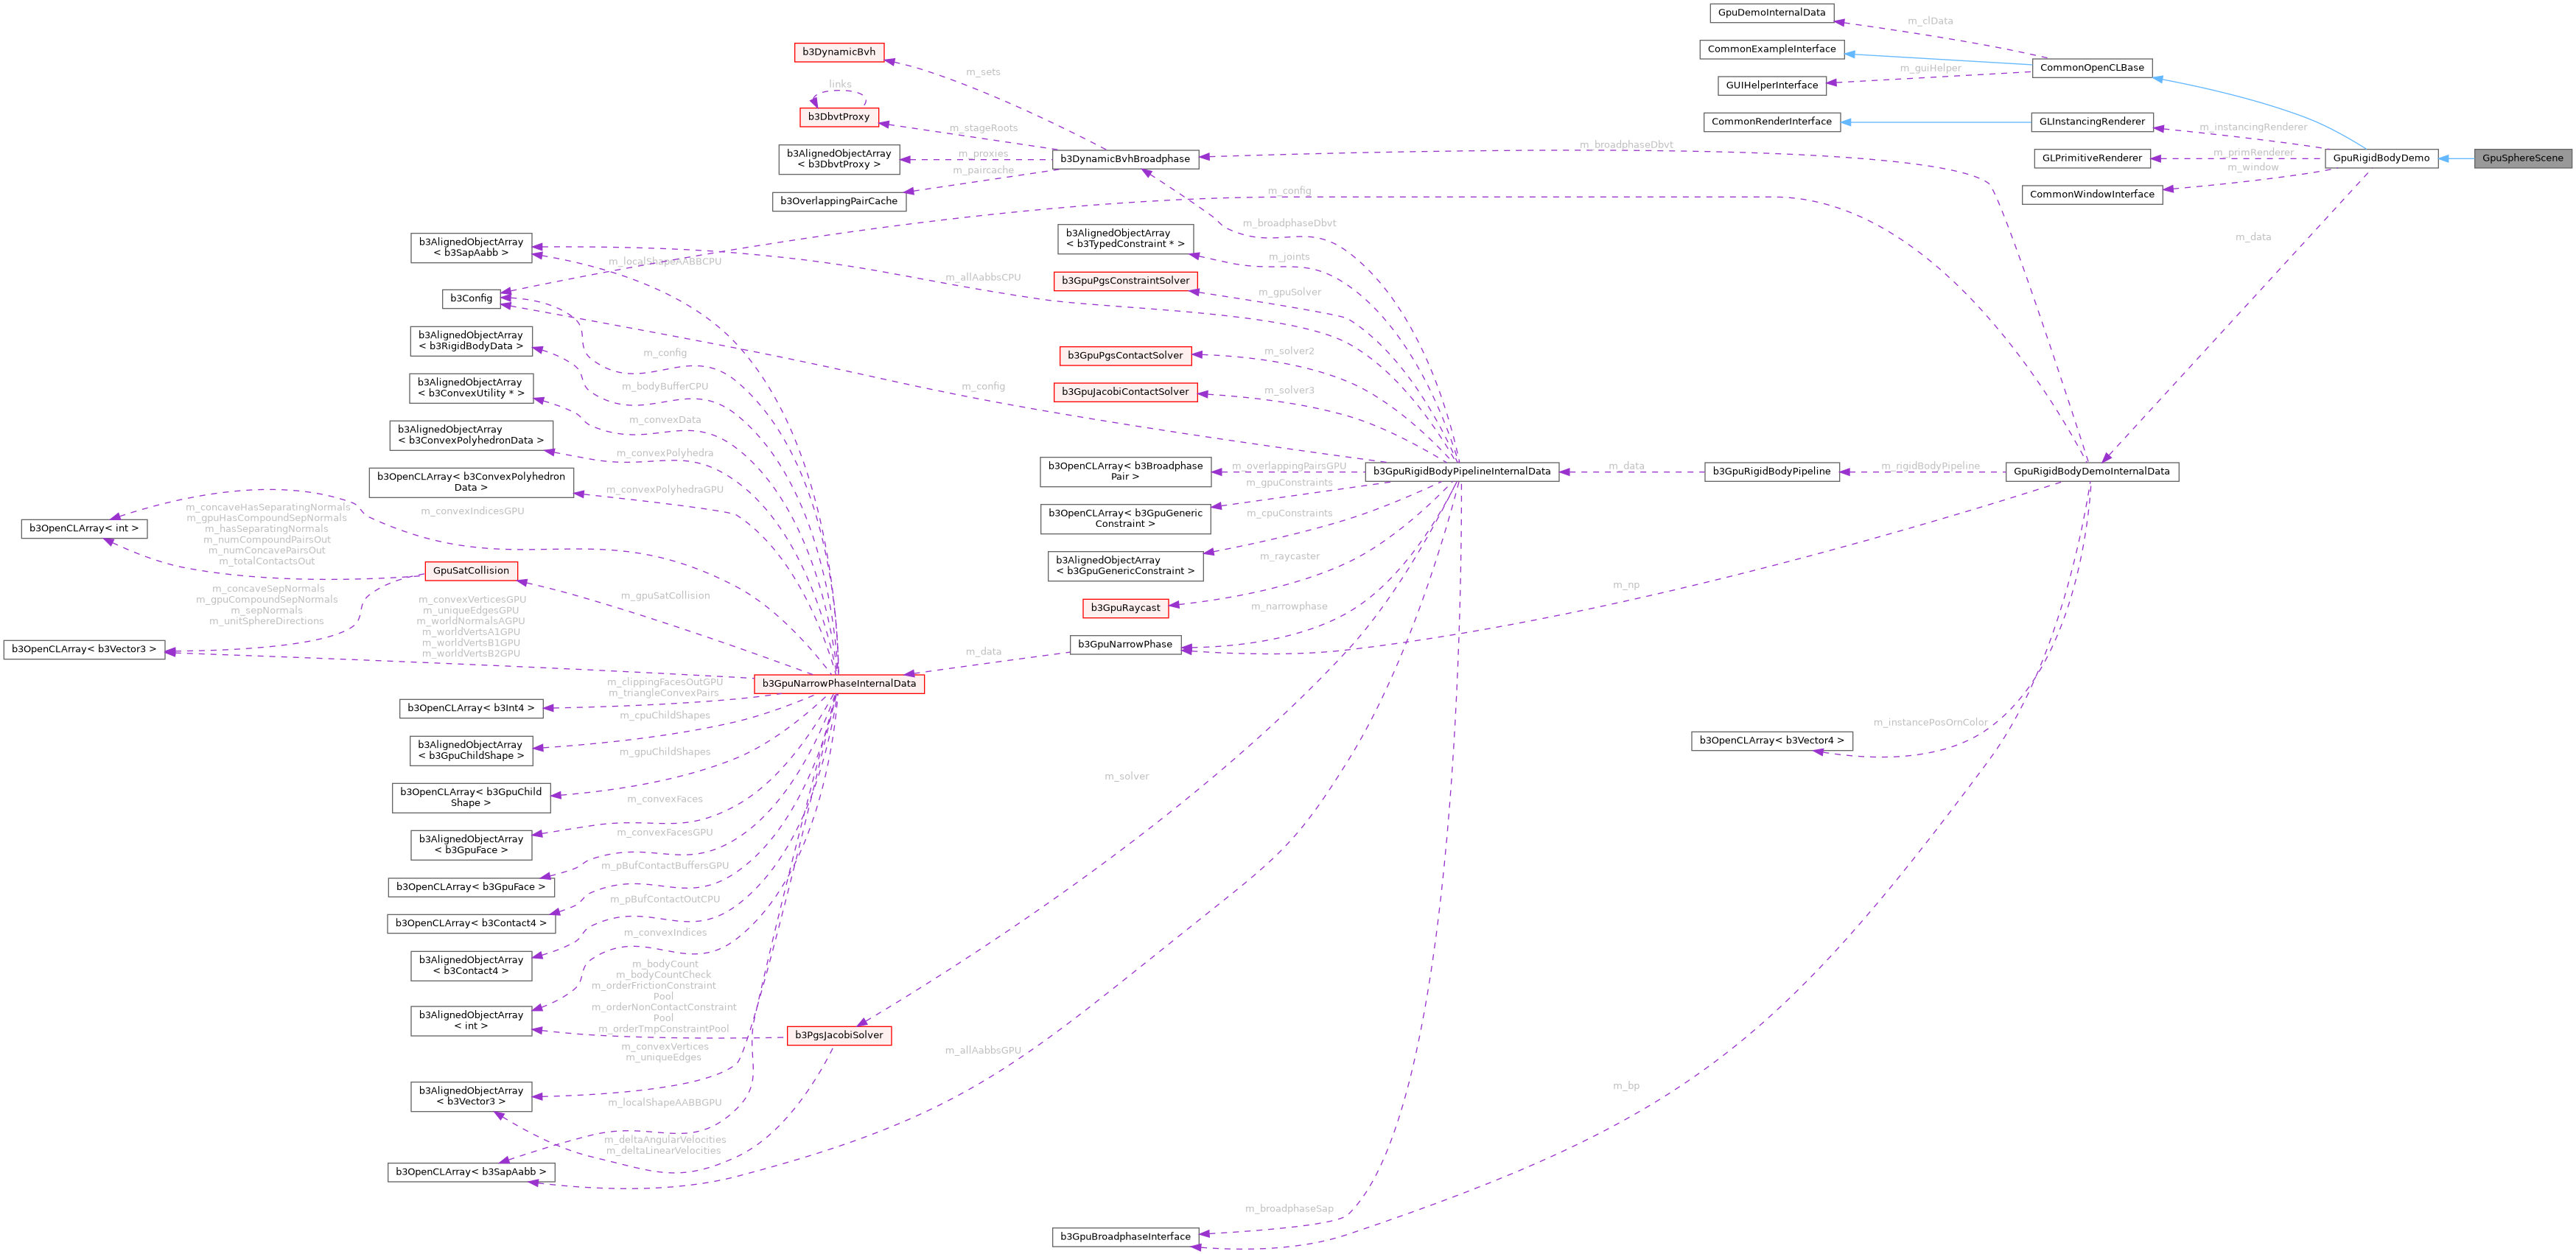 GpuDemoInternalData
m_clData
CommonExampleInterface
b3DynamicBvh
CommonOpenCLBase
m_guiHelper
m_sets
GUIHelperInterface
links
b3DbvtProxy
CommonRenderInterface
GLInstancingRenderer
m_stageRoots
m_instancingRenderer
b3AlignedObjectArray
< b3DbvtProxy >
m_proxies
b3DynamicBvhBroadphase
m_broadphaseDbvt
GLPrimitiveRenderer
m_primRenderer
GpuRigidBodyDemo
GpuSphereScene
m_paircache
m_window
b3OverlappingPairCache
m_config
CommonWindowInterface
m_broadphaseDbvt
b3AlignedObjectArray
< b3TypedConstraint * >
m_data
b3AlignedObjectArray
< b3SapAabb >
m_localShapeAABBCPU
m_joints
m_allAabbsCPU
b3GpuPgsConstraintSolver
m_gpuSolver
b3Config
b3AlignedObjectArray
< b3RigidBodyData >
m_config
b3GpuPgsContactSolver
m_solver2
b3AlignedObjectArray
< b3ConvexUtility * >
m_bodyBufferCPU
m_config
b3GpuJacobiContactSolver
m_solver3
m_convexData
b3AlignedObjectArray
< b3ConvexPolyhedronData >
m_convexPolyhedra
b3OpenCLArray< b3Broadphase
Pair >
m_overlappingPairsGPU
b3GpuRigidBodyPipelineInternalData
m_data
b3GpuRigidBodyPipeline
m_rigidBodyPipeline
GpuRigidBodyDemoInternalData
b3OpenCLArray< b3ConvexPolyhedron
Data >
m_convexPolyhedraGPU
m_gpuConstraints
b3OpenCLArray< b3GpuGeneric
Constraint >
m_cpuConstraints
m_concaveHasSeparatingNormals
m_gpuHasCompoundSepNormals
m_hasSeparatingNormals
m_numCompoundPairsOut
m_numConcavePairsOut
m_totalContactsOut
m_convexIndicesGPU
b3OpenCLArray< int >
b3AlignedObjectArray
< b3GpuGenericConstraint >
m_raycaster
GpuSatCollision
m_concaveSepNormals
m_gpuCompoundSepNormals
m_sepNormals
m_unitSphereDirections
m_convexVerticesGPU
m_uniqueEdgesGPU
m_worldNormalsAGPU
m_worldVertsA1GPU
m_worldVertsB1GPU
m_worldVertsB2GPU
m_gpuSatCollision
b3GpuRaycast
m_narrowphase
m_np
b3OpenCLArray< b3Vector3 >
m_data
b3GpuNarrowPhase
b3GpuNarrowPhaseInternalData
m_clippingFacesOutGPU
m_triangleConvexPairs
b3OpenCLArray< b3Int4 >
m_cpuChildShapes
b3AlignedObjectArray
< b3GpuChildShape >
m_gpuChildShapes
m_instancePosOrnColor
b3OpenCLArray< b3Vector4 >
b3OpenCLArray< b3GpuChild
Shape >
m_convexFaces
m_solver
b3AlignedObjectArray
< b3GpuFace >
m_convexFacesGPU
m_pBufContactBuffersGPU
b3OpenCLArray< b3GpuFace >
m_pBufContactOutCPU
b3OpenCLArray< b3Contact4 >
m_convexIndices
b3AlignedObjectArray
< b3Contact4 >
m_bodyCount
m_bodyCountCheck
m_orderFrictionConstraint
Pool
m_orderNonContactConstraint
Pool
m_orderTmpConstraintPool
b3AlignedObjectArray
< int >
b3PgsJacobiSolver
m_convexVertices
m_uniqueEdges
m_allAabbsGPU
b3AlignedObjectArray
< b3Vector3 >
m_localShapeAABBGPU
m_bp
m_deltaAngularVelocities
m_deltaLinearVelocities
b3OpenCLArray< b3SapAabb >
m_broadphaseSap
b3GpuBroadphaseInterface